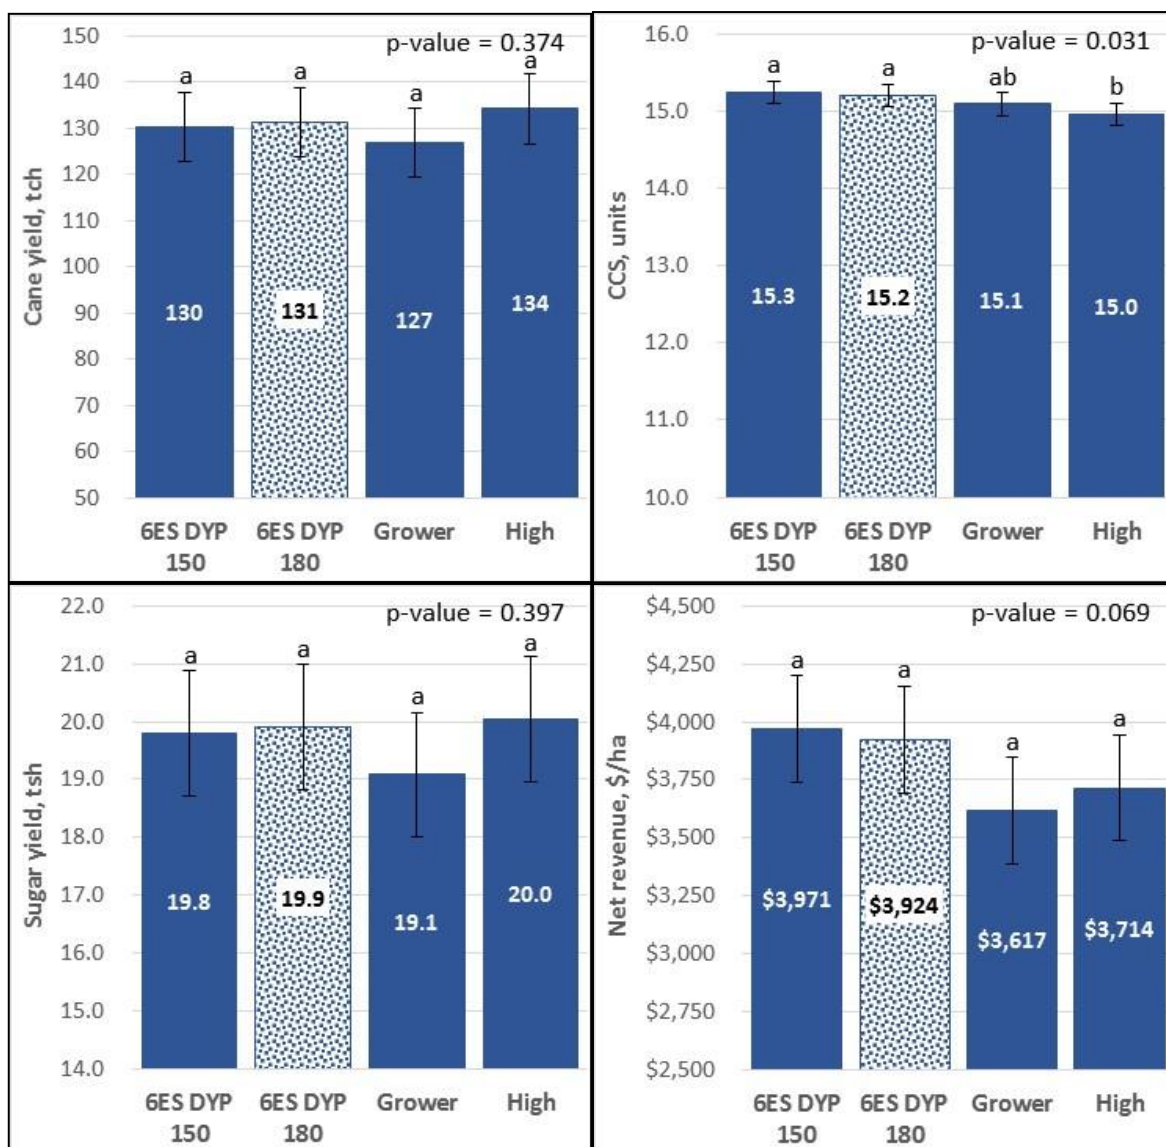 p-value = 0.374
Cane yield, tch
150
140
130
120
110
100
90
80
70
60
50
a
a
a
a
130
131
127
134
6ES DYP 150
6ES DYP 180
Grower
High
p-value = 0.031
CCS, units
16.0
15.0
14.0
13.0
12.0
11.0
10.0
a
a
ab
b
15.3
15.2
15.1
15.0
6ES DYP 150
6ES DYP 180
Grower
High
p-value = 0.397
Sugar yield, tsh
22.0
21.0
20.0
19.0
18.0
17.0
16.0
15.0
14.0
a
a
a
a
19.8
19.9
19.1
20.0
6ES DYP 150
6ES DYP 180
Grower
High
p-value = 0.069
Net revenue, $/ha
$4,500
$4,250
$4,000
$3,750
$3,500
$3,250
$3,000
$2,750
$2,500
a
a
a
a
$3,971
$3,924
$3,617
$3,714
6ES DYP 150
6ES DYP 180
Grower
High